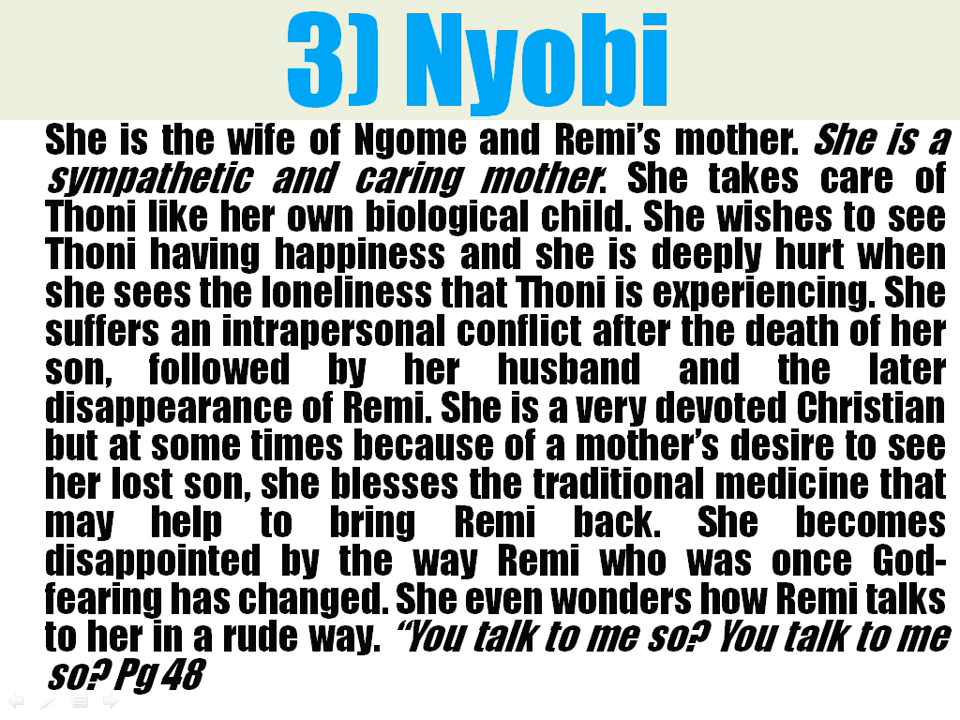 3) Nyobi
She is the wife of Ngome and Remi’s mother. She is a
sympathetic and caring mother. She takes care of
Thoni like her own biological child. She wishes to see
Thoni having happiness and she is deeply hurt when
she sees the loneliness that Thoni is experiencing. She
suffers an intrapersonal conflict after the death of her
son, followed by her husband and the later
disappearance of Remi. She is a very devoted Christian
but at some times because of a mother’s desire to see
her lost son, she blesses the traditional medicine that
may help to bring Remi back. She becomes
disappointed by the way Remi who was once God-
fearing has changed. She even wonders how Remi talks
to her in a rude way. “You talk to me so? You talk to me
so? Pg 48